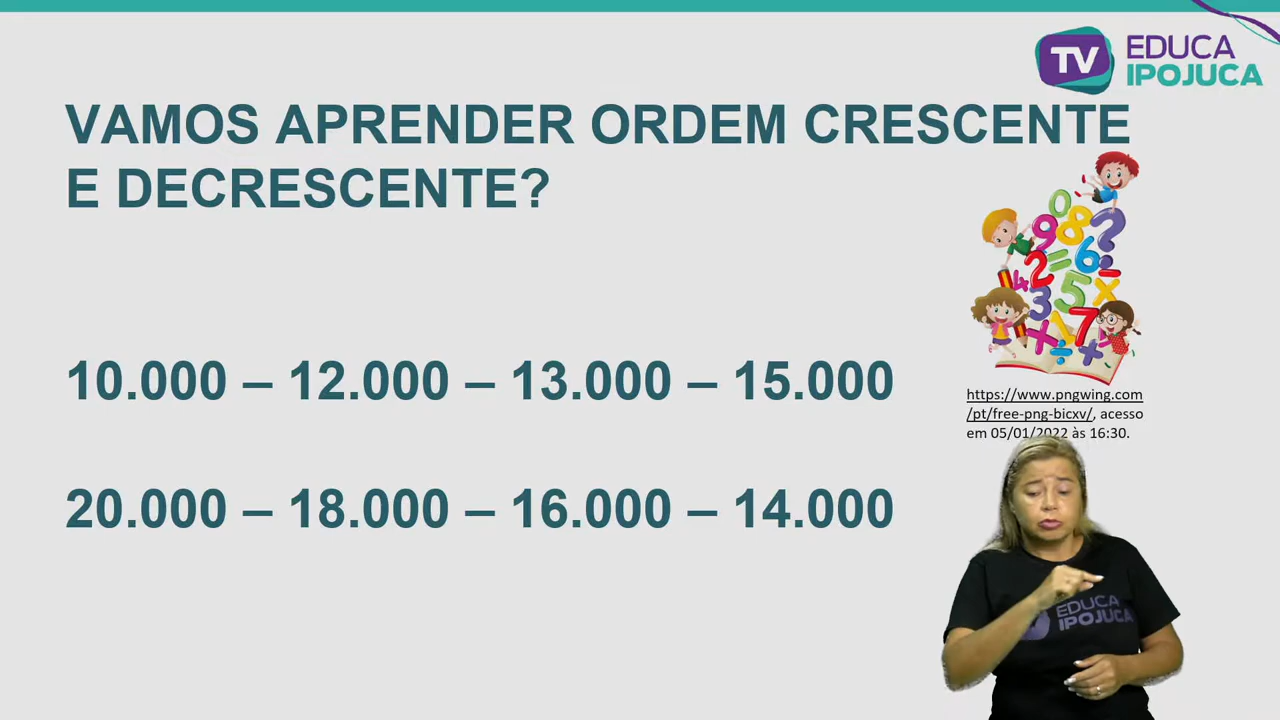 TV EDUCA
IPOJUCA
VAMOS APRENDER ORDEM CRESCENTE
E DECRESCENTE?
10.000 – 12.000 – 13.000 – 15.000
https://www.pngwing.com
/pt/free-png-bicxv/, acesso
em 05/01/2022 às 16:30.
20.000 – 18.000 – 16.000 – 14.000
EDUCA
IPOJUCA